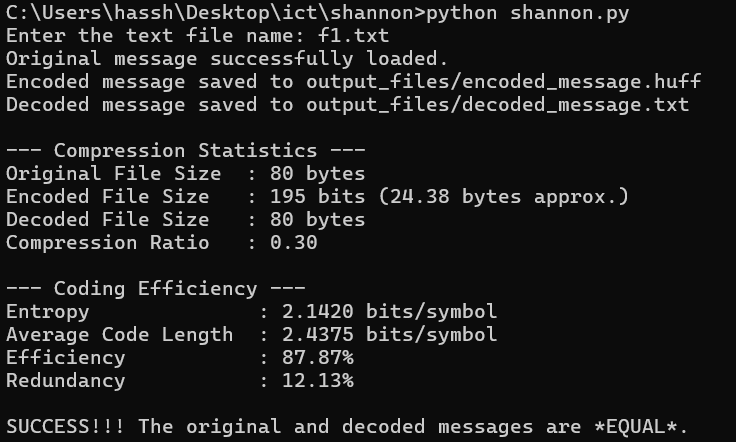 C:\Users\hassh\Desktop\ict\shannon>python shannon.py
Enter the text file name: f1.txt
Original message successfully loaded.
Encoded message saved to output_files/encoded_message.huff
Decoded message saved to output_files/decoded_message.txt
--- Compression Statistics ---
Original File Size  : 80 bytes
Encoded File Size   : 195 bits (24.38 bytes approx.)
Decoded File Size   : 80 bytes
Compression Ratio   : 0.30
--- Coding Efficiency ---
Entropy              : 2.1420 bits/symbol
Average Code Length  : 2.4375 bits/symbol
Efficiency           : 87.87%
Redundancy           : 12.13%
SUCCESS!!! The original and decoded messages are *EQUAL*.